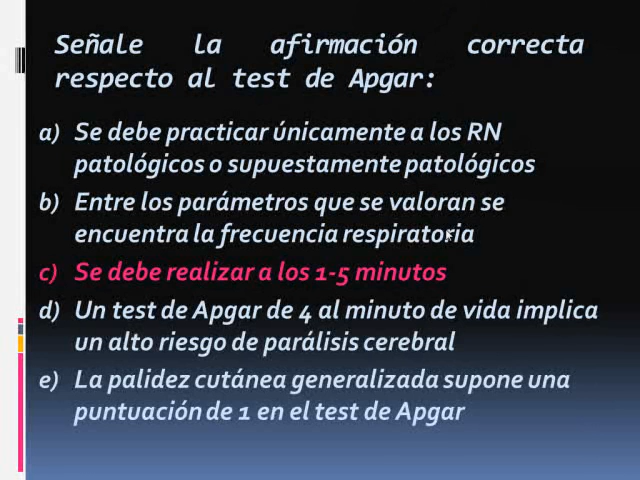 Señale la afirmación correcta
respecto al test de Apgar:
a) Se debe practicar únicamente a los RN
patológicos o supuestamente patológicos
b) Entre los parámetros que se valoran se
encuentra la frecuencia respiratoria
c) Se debe realizar a los 1-5 minutos
d) Un test de Apgar de 4 al minuto de vida implica
un alto riesgo de parálisis cerebral
e) La palidez cutánea generalizada supone una
puntuación de 1 en el test de Apgar